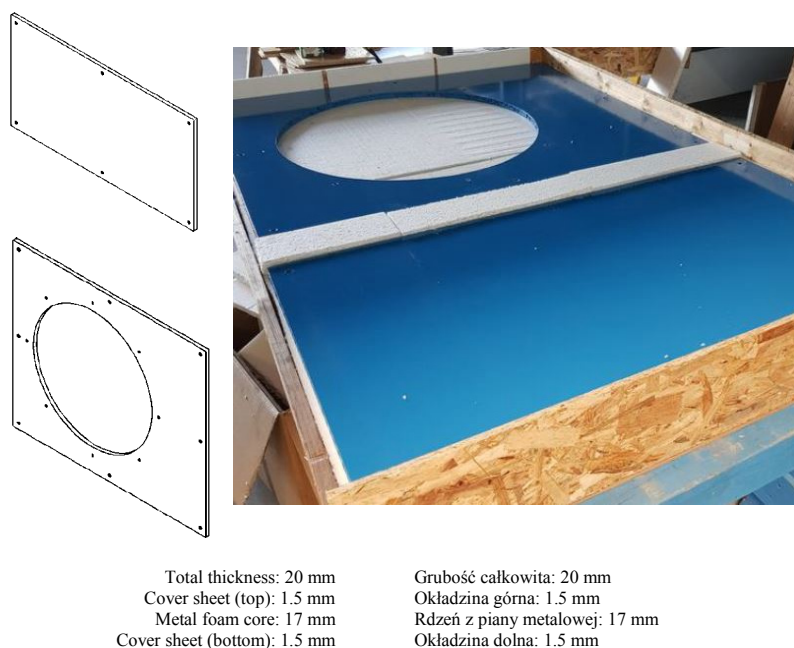 Total thickness: 20 mm
Cover sheet (top): 1.5 mm
Metal foam core: 17 mm
Cover sheet (bottom): 1.5 mm
Grubość całkowita: 20 mm
Okładzina górna: 1.5 mm
Rdzeń z piany metalowej: 17 mm
Okładzina dolna: 1.5 mm